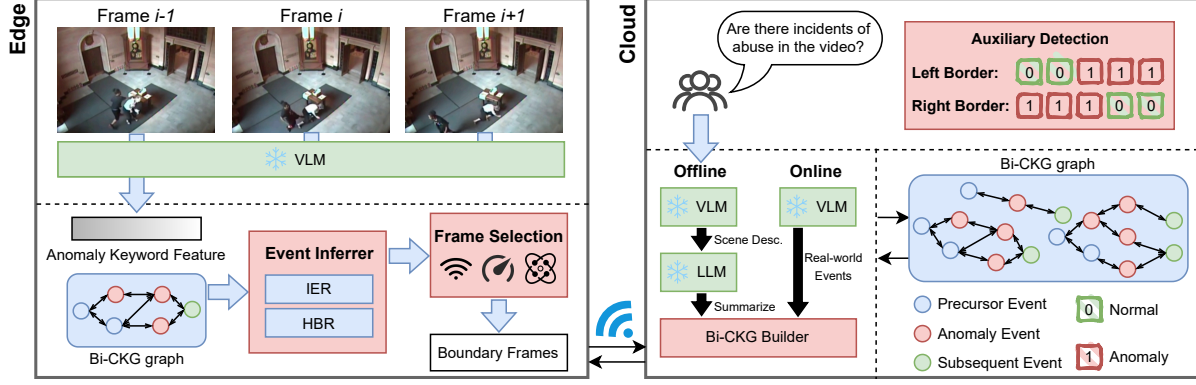 Edge
Frame i-1
Frame i
Frame i+1
VLM
Anomaly Keyword Feature
Bi-CKG graph
Event Inferrer
IER
HBR
Frame Selection
Boundary Frames
Cloud
Are there incidents of
abuse in the video?
Auxiliary Detection
Left Border: 0 0 1 1 1
Right Border: 1 1 1 0 0
Offline
Online
VLM
VLM
Scene Desc.
LLM
Real-world
Events
Summarize
Bi-CKG Builder
Bi-CKG graph
Precursor Event
Anomaly Event
Subsequent Event
0 Normal
1 Anomaly